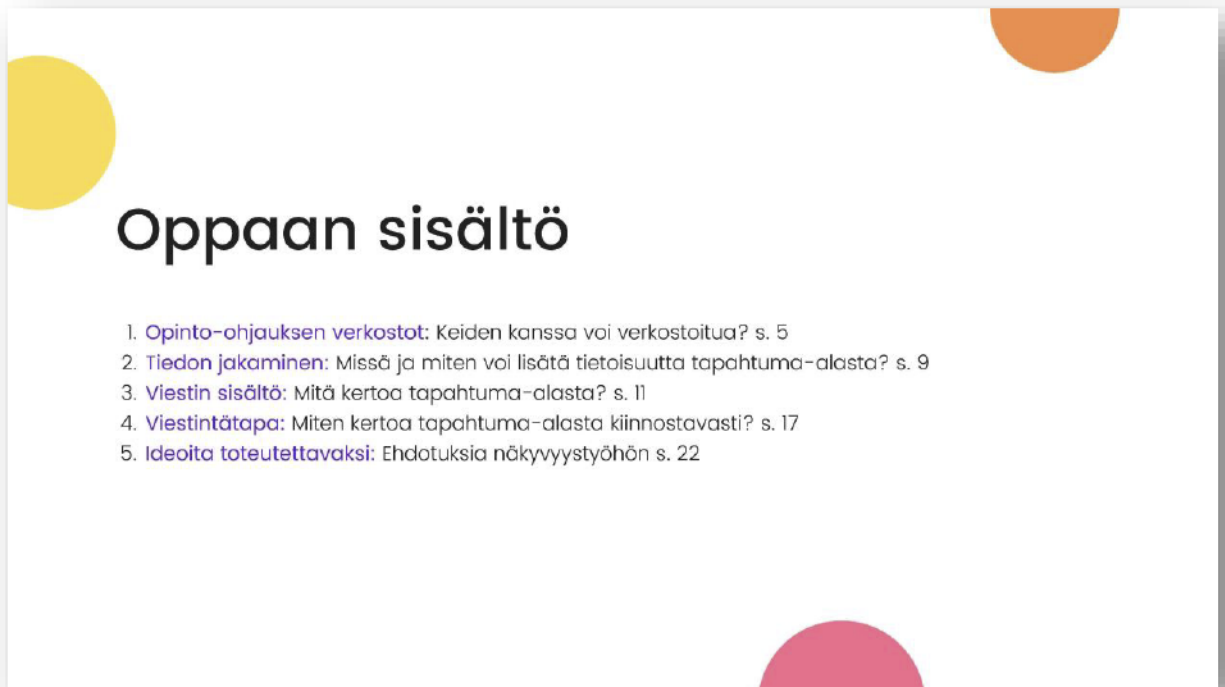 Oppaan sisältö
1. Opinto-ohjauksen verkostot: Keiden kanssa voi verkostoitua? s. 5
2. Tiedon jakaminen: Missä ja miten voi lisätä tietoisuutta tapahtuma-alasta? s. 9
3. Viestin sisältö: Mitä kertoa tapahtuma-alasta? s. 11
4. Viestintätapa: Miten kertoa tapahtuma-alasta kiinnostavasti? s. 17
5. Ideoita toteutettavaksi: Ehdotuksia näkyvyystyöhön s. 22